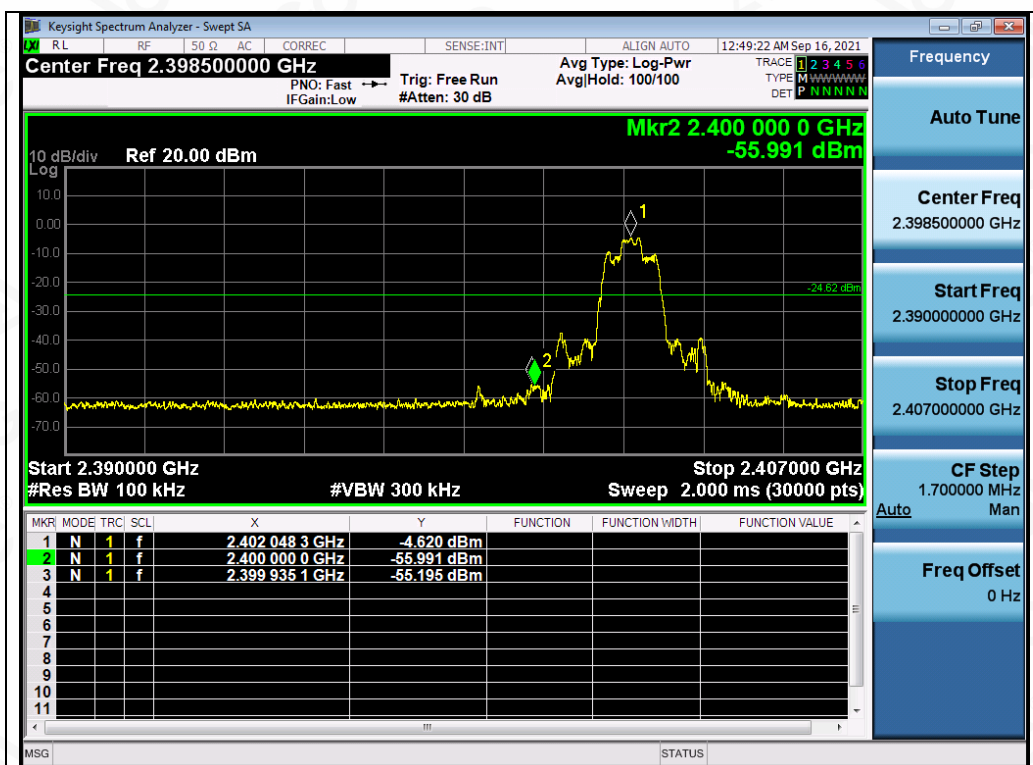 Keysight Spectrum Analyzer - Swept SA
LXI RL RF 50 Ω AC CORREC SENSE:INT ALIGN AUTO 12:49:22 AM Sep 16, 2021
Center Freq 2.398500000 GHz
PNO: Fast
IFGain:Low
Trig: Free Run
#Atten: 30 dB
Avg Type: Log-Pwr
Avg|Hold: 100/100
TRACE 1 2 3 4 5 6
TYPE M W W W W W
DET P N N N N N
Mkr2 2.400 000 0 GHz
-55.991 dBm
10 dB/div Ref 20.00 dBm
Log
10.0
0.00
-10.0
-20.0
-30.0
-40.0
-50.0
-60.0
-70.0
1
-24.62 dBm
2
Start 2.390000 GHz Stop 2.407000 GHz
#Res BW 100 kHz #VBW 300 kHz Sweep 2.000 ms (30000 pts)
MKR MODE TRC SCL X Y FUNCTION FUNCTION WIDTH FUNCTION VALUE
1 N 1 f 2.402 048 3 GHz -4.620 dBm
2 N 1 f 2.400 000 0 GHz -55.991 dBm
3 N 1 f 2.399 935 1 GHz -55.195 dBm
4
5
6
7
8
9
10
11
MSG STATUS
Frequency
Auto Tune
Center Freq
2.398500000 GHz
Start Freq
2.390000000 GHz
Stop Freq
2.407000000 GHz
CF Step
1.700000 MHz
Auto Man
Freq Offset
0 Hz